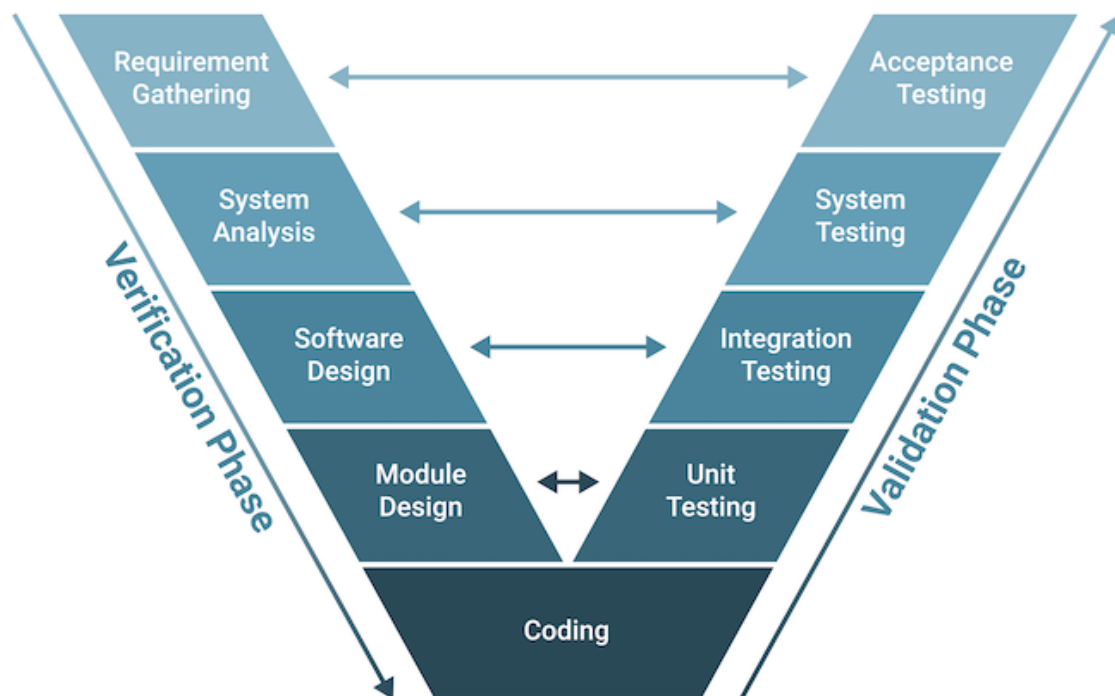 Requirement
Gathering
Acceptance
Testing
System
Analysis
System
Testing
Software
Design
Integration
Testing
Module
Design
Unit
Testing
Coding
Verification Phase
Validation Phase